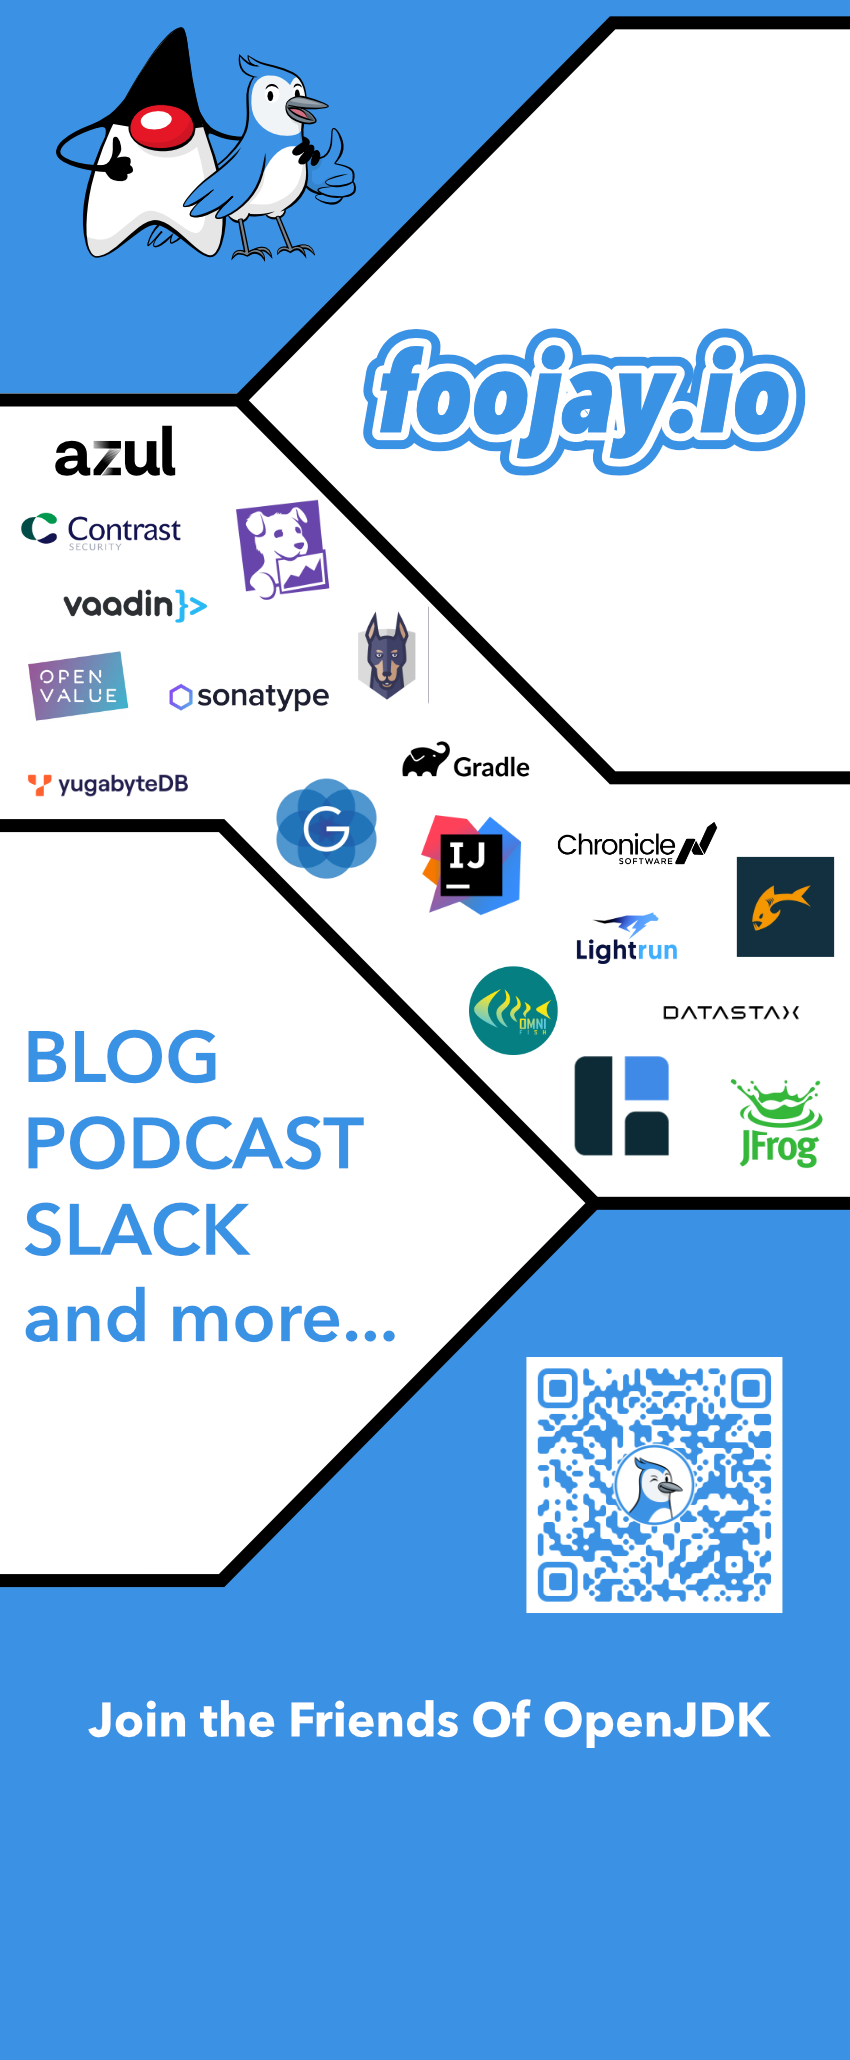 foojay.io
azul
Contrast
SECURITY
vaadin}>
OPEN
VALUE
sonatype
yugabyteDB
Gradle
G
IJ
Chronicle
SOFTWARE
Lightrun
OMNI
FISH
DATASTAX
JFrog
BLOG
PODCAST
SLACK
and more...
Join the Friends Of OpenJDK